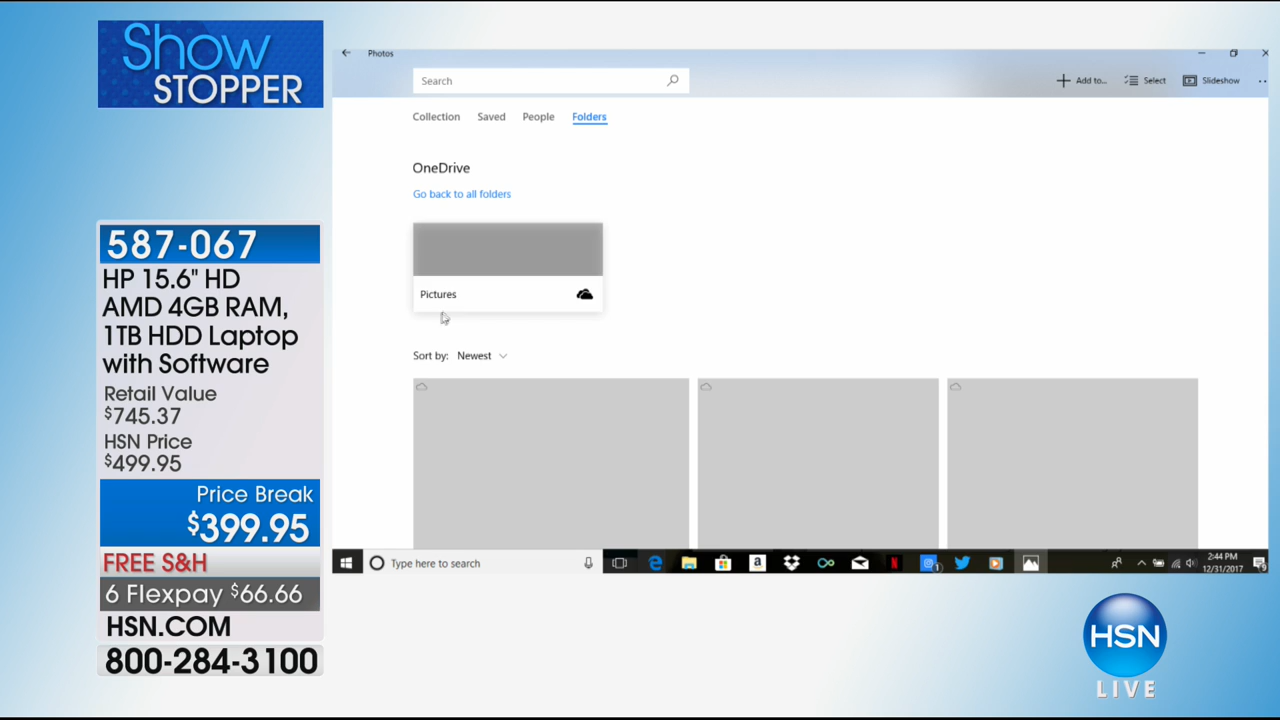 Show
STOPPER
587-067
HP 15.6" HD
AMD 4GB RAM,
1TB HDD Laptop
with Software
Retail Value
$745.37
HSN Price
$499.95
Price Break
$399.95
FREE S&H
6 Flexpay $66.66
HSN.COM
800-284-3100
Photos
Search
Add to...
Select
Slideshow
Collection
Saved
People
Folders
OneDrive
Go back to all folders
Pictures
Sort by: Newest
Type here to search
a
N
1
2:44 PM
12/31/2017
HSN
LIVE